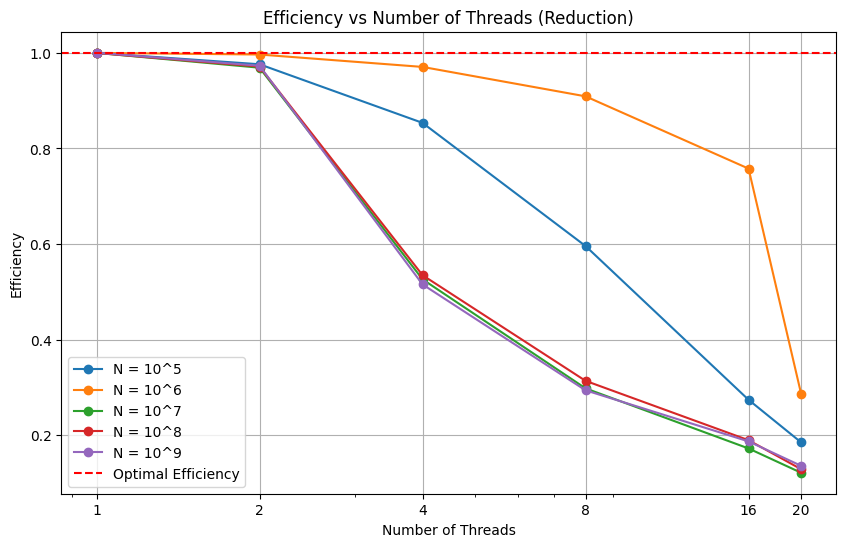 Efficiency vs Number of Threads (Reduction)
1.0
0.8
0.6
0.4
0.2
Efficiency
N = 10^5
N = 10^6
N = 10^7
N = 10^8
N = 10^9
Optimal Efficiency
1 2 4 8 16 20
Number of Threads